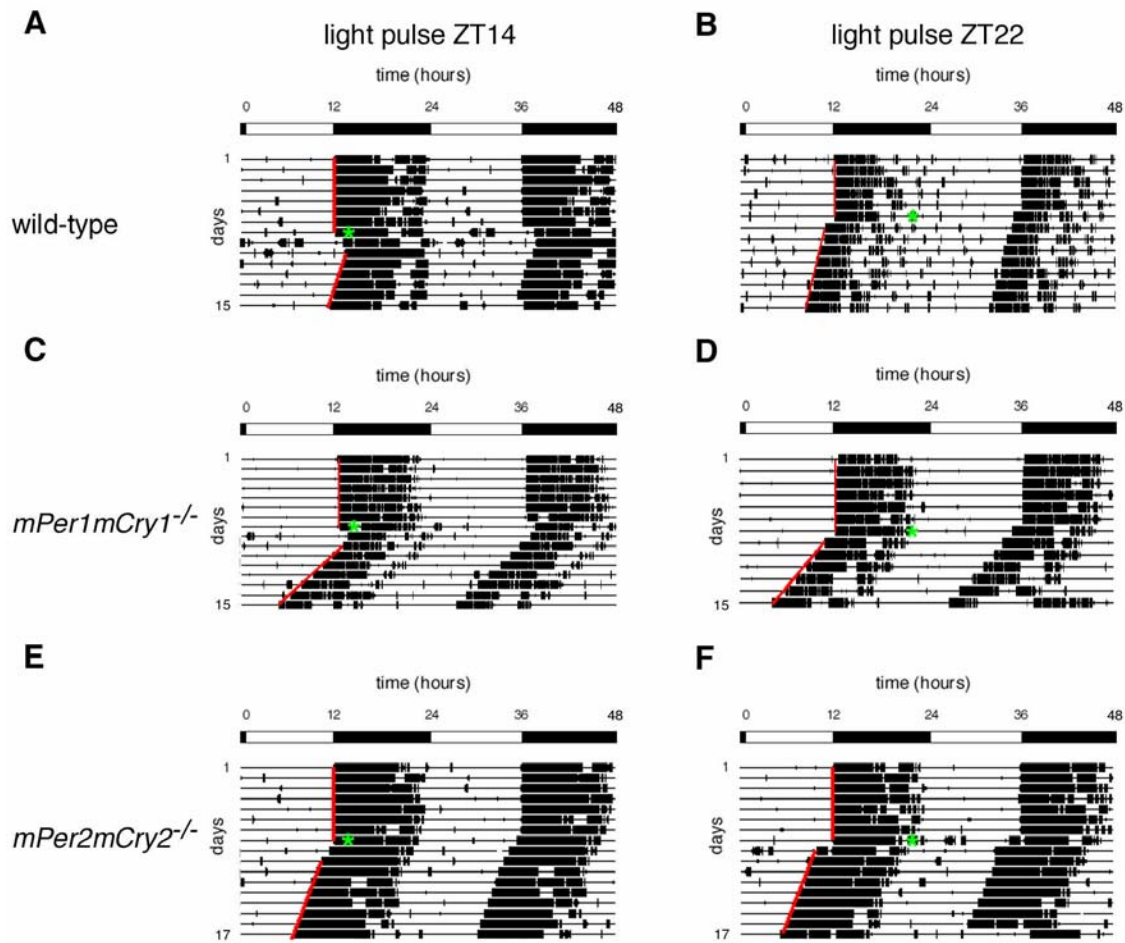 A
light pulse ZT14
time (hours)
0 12 24 36 48
wild-type
days
1
15
B
light pulse ZT22
time (hours)
0 12 24 36 48
C
time (hours)
0 12 24 36 48
mPer1mCry1-/-
days
1
15
D
time (hours)
0 12 24 36 48
days
1
15
E
time (hours)
0 12 24 36 48
mPer2mCry2-/-
days
1
17
F
time (hours)
0 12 24 36 48
days
1
17